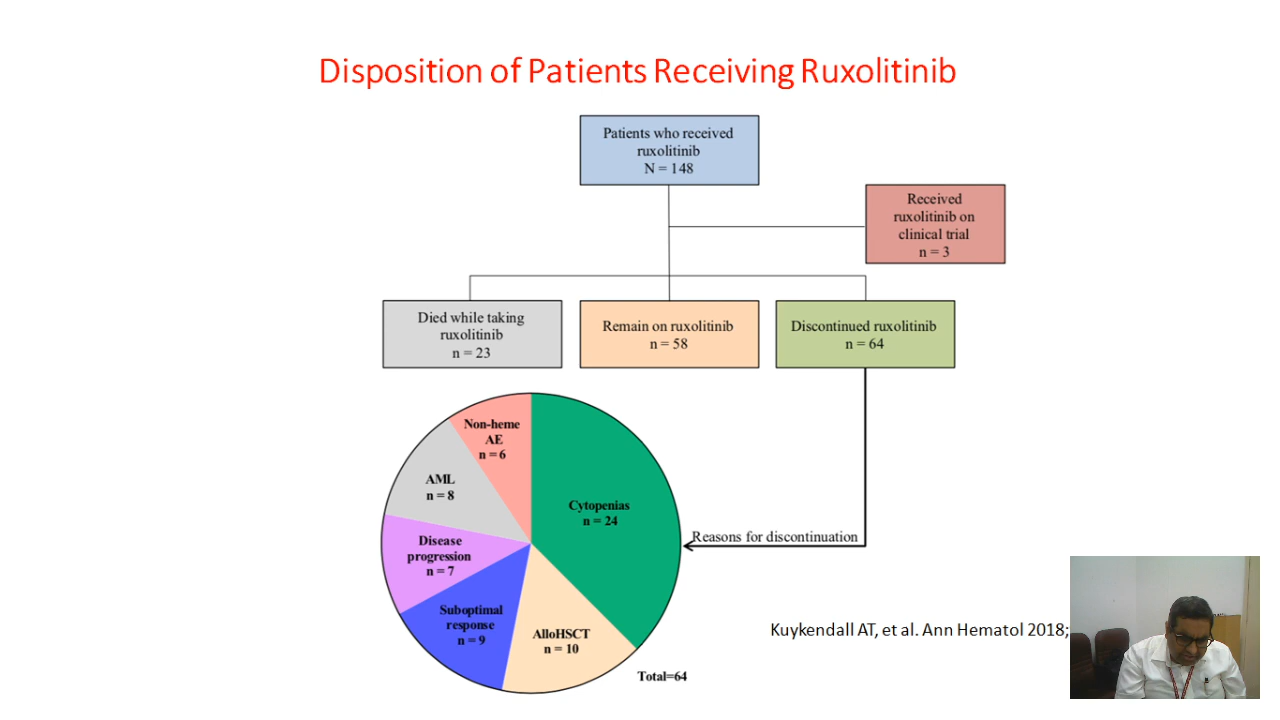 Disposition of Patients Receiving Ruxolitinib
Patients who received
ruxolitinib
N = 148
Received
ruxolitinib on
clinical trial
n = 3
Died while taking
ruxolitinib
n = 23
Remain on ruxolitinib
n = 58
Discontinued ruxolitinib
n = 64
Non-heme
AE
n = 6
AML
n = 8
Cytopenias
n = 24
Reasons for discontinuation
Disease
progression
n = 7
Suboptimal
response
n = 9
AlloHSCT
n = 10
Total=64
Kuykendall AT, et al. Ann Hematol 2018;